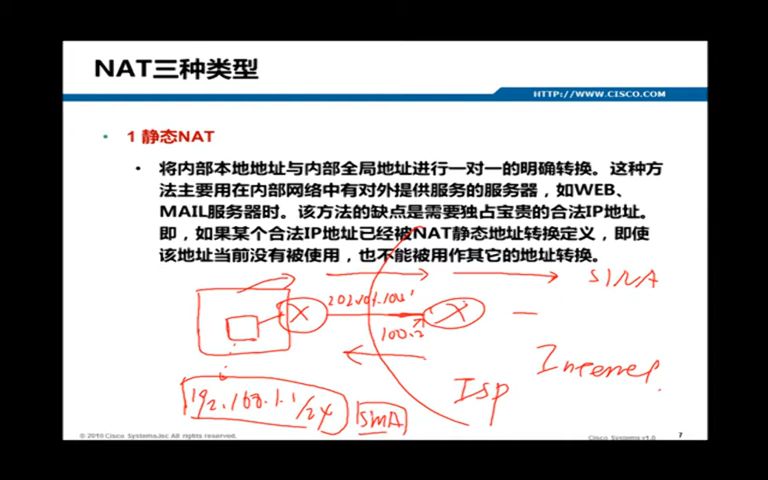 NAT三种类型
HTTP://WWW.CISCO.COM
• 1 静态NAT
• 将内部本地地址与内部全局地址进行一对一的明确转换。这种方
法主要用在内部网络中有对外提供服务的服务器，如WEB、
MAIL服务器时。该方法的缺点是需要独占宝贵的合法IP地址。
即，如果某个合法IP地址已经被NAT静态地址转换定义，即使
该地址当前没有被使用，也不能被用作其它的地址转换。
SINA
100.2
Internet
ISP
192.168.1.1/24
© 2010 Cisco Systems,Inc All rights reserved.
Cisco Systems v1.0
7